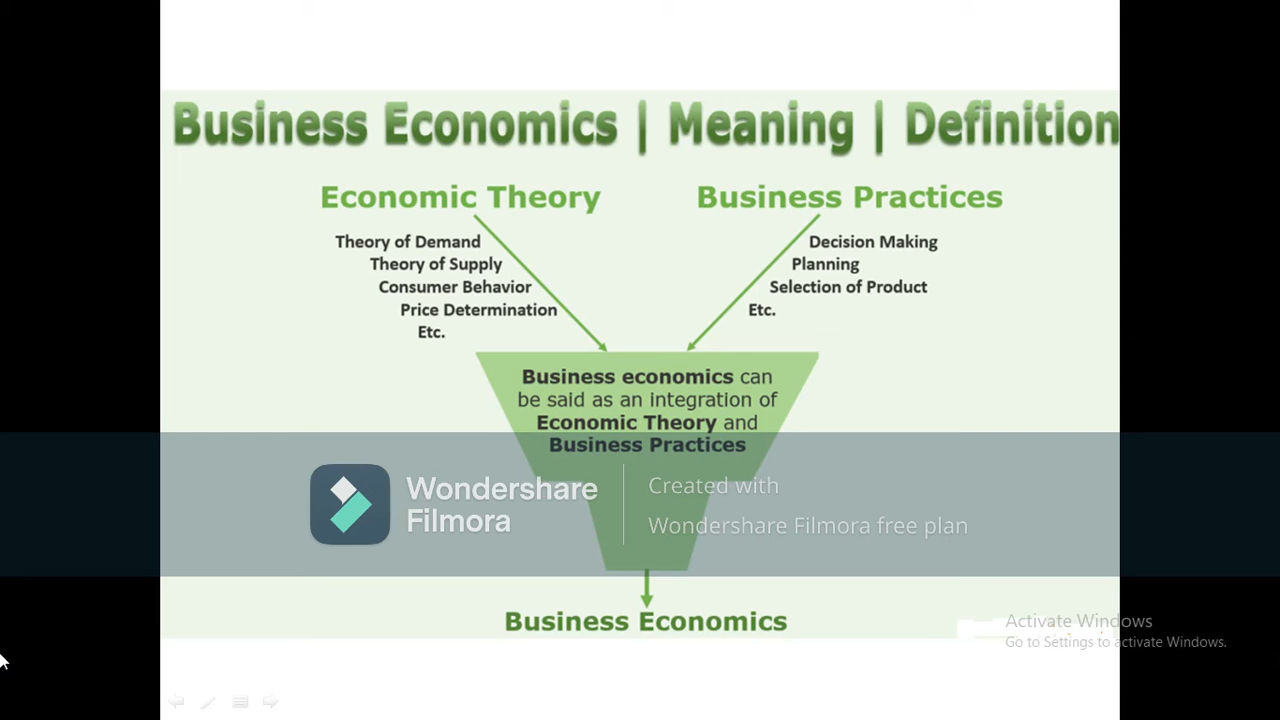 Business Economics | Meaning | Definition
Economic Theory
Theory of Demand
Theory of Supply
Consumer Behavior
Price Determination
Etc.
Business Practices
Decision Making
Planning
Selection of Product
Etc.
Business economics can
be said as an integration of
Economic Theory and
Business Practices
Wondershare
Filmora
Created with
Wondershare Filmora free plan
Business Economics
Activate Windows
Go to Settings to activate Windows.